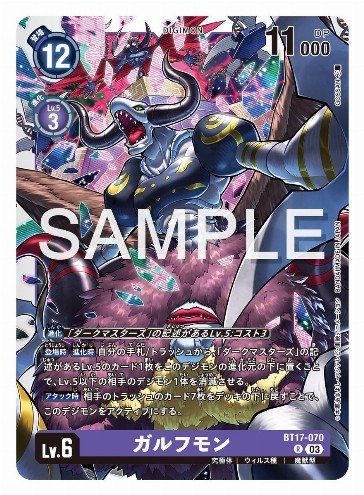 登場
12
DIGIMON
DP
11000
進化
Lv.5
3
SAMPLE
進化 「ダークマスターズ」の記述があるLv.5:コスト3
登場時 進化時 自分の手札/トラッシュから、「ダークマスターズ」の記
述があるLv.5のカード1枚をこのデジモンの進化元の下に置くこと
で、Lv.5以下の相手のデジモン1体を消滅させる。
アタック時 相手のトラッシュのカード7枚をデッキの下に戻すことで、
このデジモンをアクティブにする。
Lv.6
ガルフモン
BT17-070
R 03
究極体
ウィルス種
魔獣型